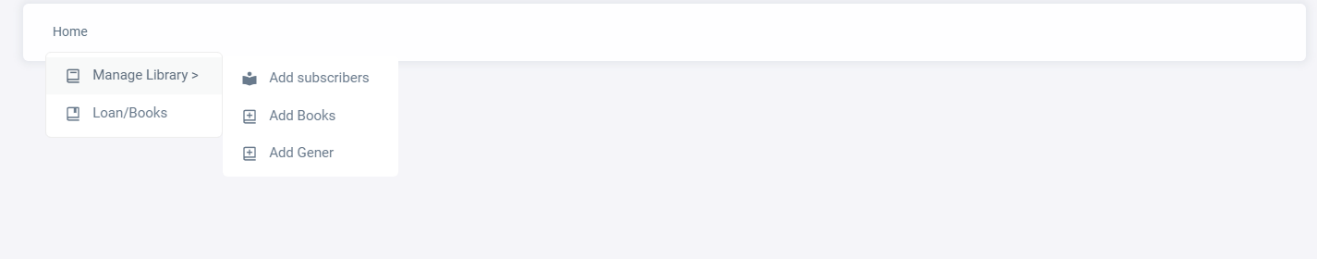 Home
Manage Library >
Loan/Books
Add subscribers
Add Books
Add Gener